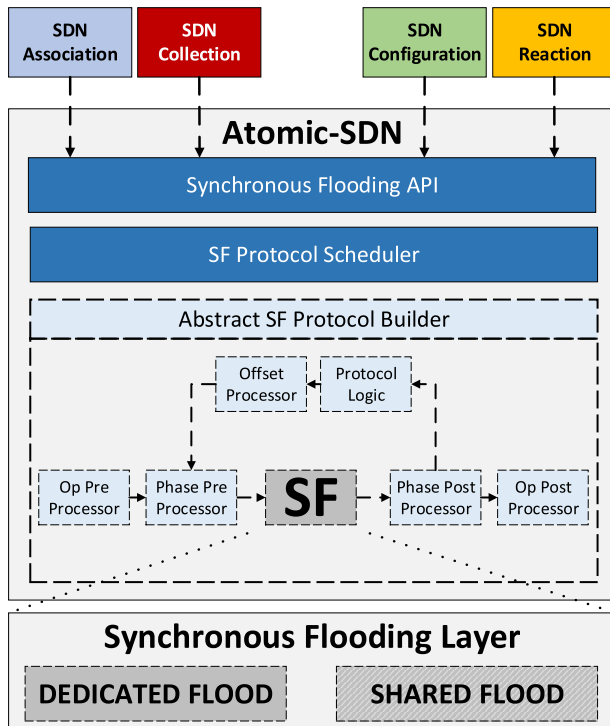 SDN
Association
SDN
Collection
SDN
Configuration
SDN
Reaction
Atomic-SDN
Synchronous Flooding API
SF Protocol Scheduler
Abstract SF Protocol Builder
Offset
Processor
Protocol
Logic
Op Pre
Processor
Phase Pre
Processor
SF
Phase Post
Processor
Op Post
Processor
Synchronous Flooding Layer
DEDICATED FLOOD
SHARED FLOOD